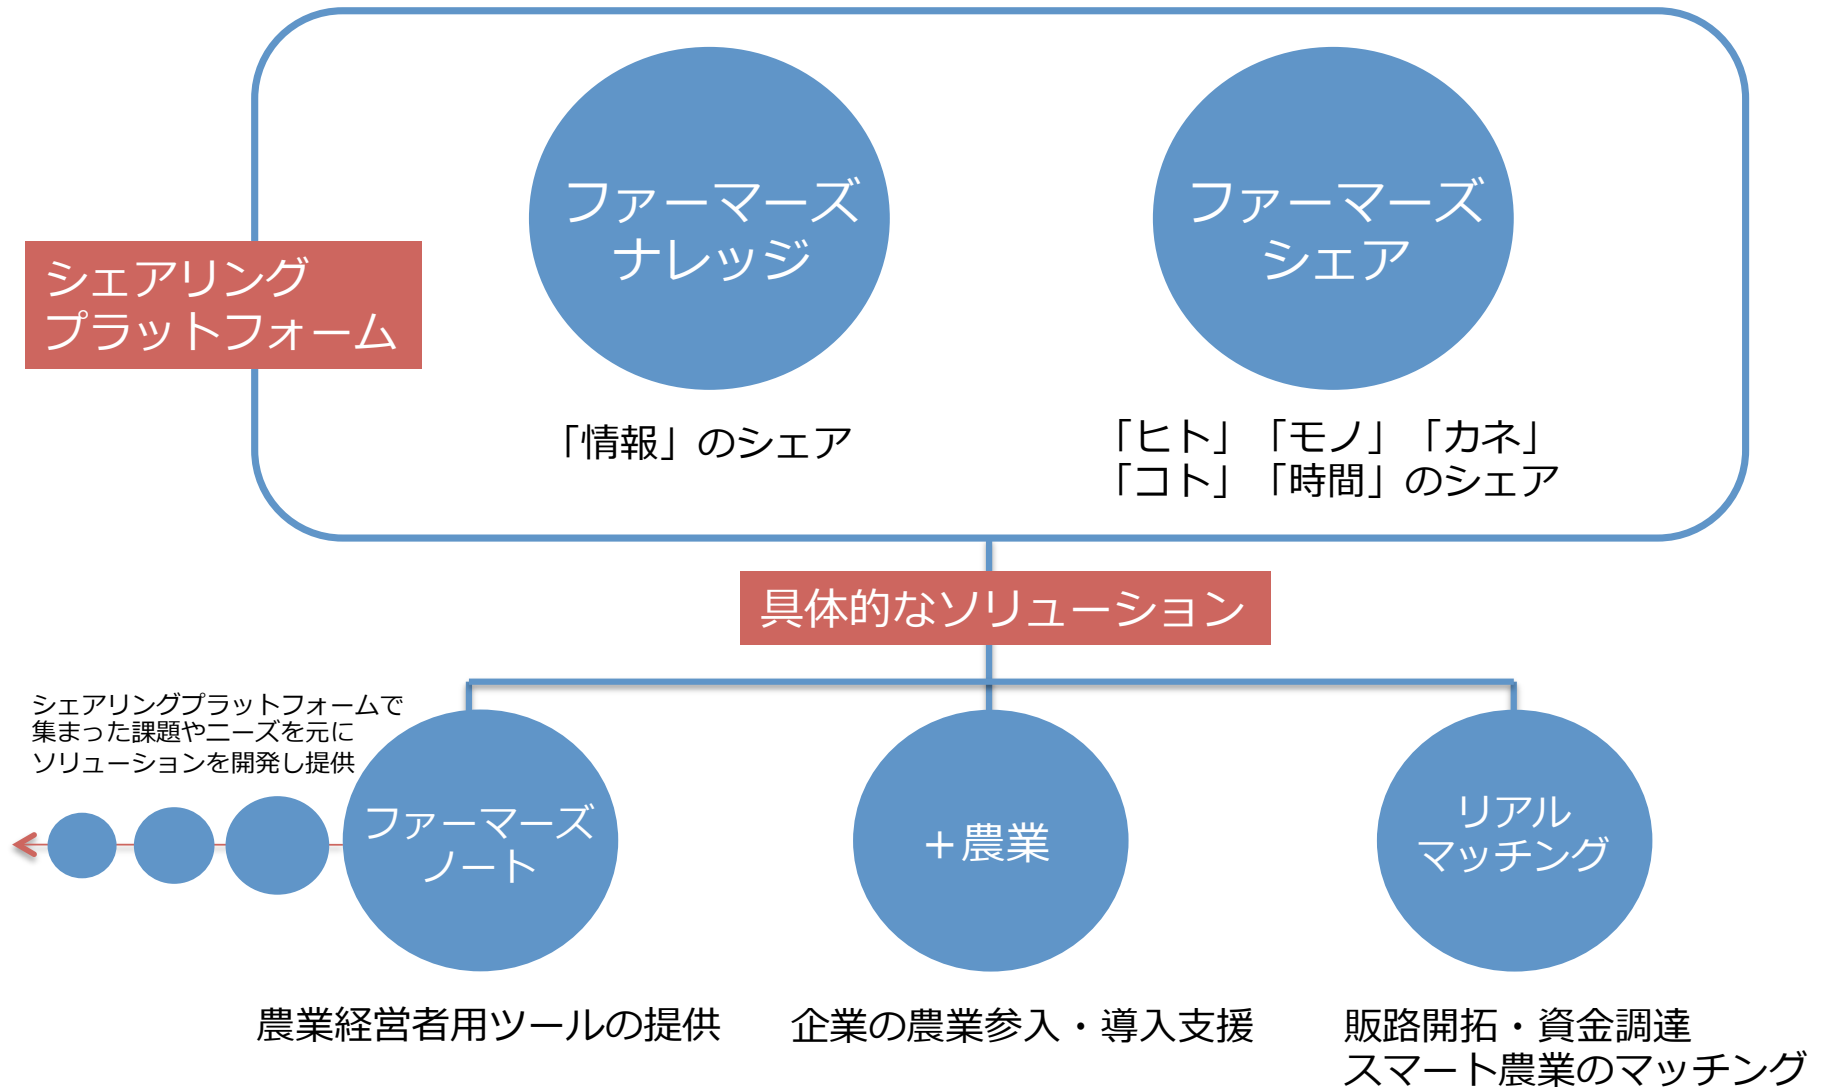 ファーマーズ
ナレッジ
ファーマーズ
シェア
シェアリング
プラットフォーム
「情報」のシェア
「ヒト」「モノ」「カネ」
「コト」「時間」のシェア
具体的なソリューション
シェアリングプラットフォームで
集まった課題やニーズを元に
ソリューションを開発し提供
ファーマーズ
ノート
＋農業
リアル
マッチング
農業経営者用ツールの提供
企業の農業参入・導入支援
販路開拓・資金調達
スマート農業のマッチング